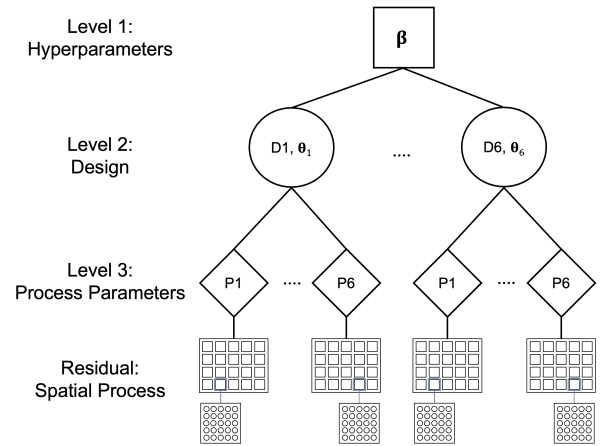 Level 1:
Hyperparameters
β
Level 2:
Design
D1, θ₁
....
D6, θ₆
Level 3:
Process Parameters
P1
....
P6
P1
....
P6
Residual:
Spatial Process